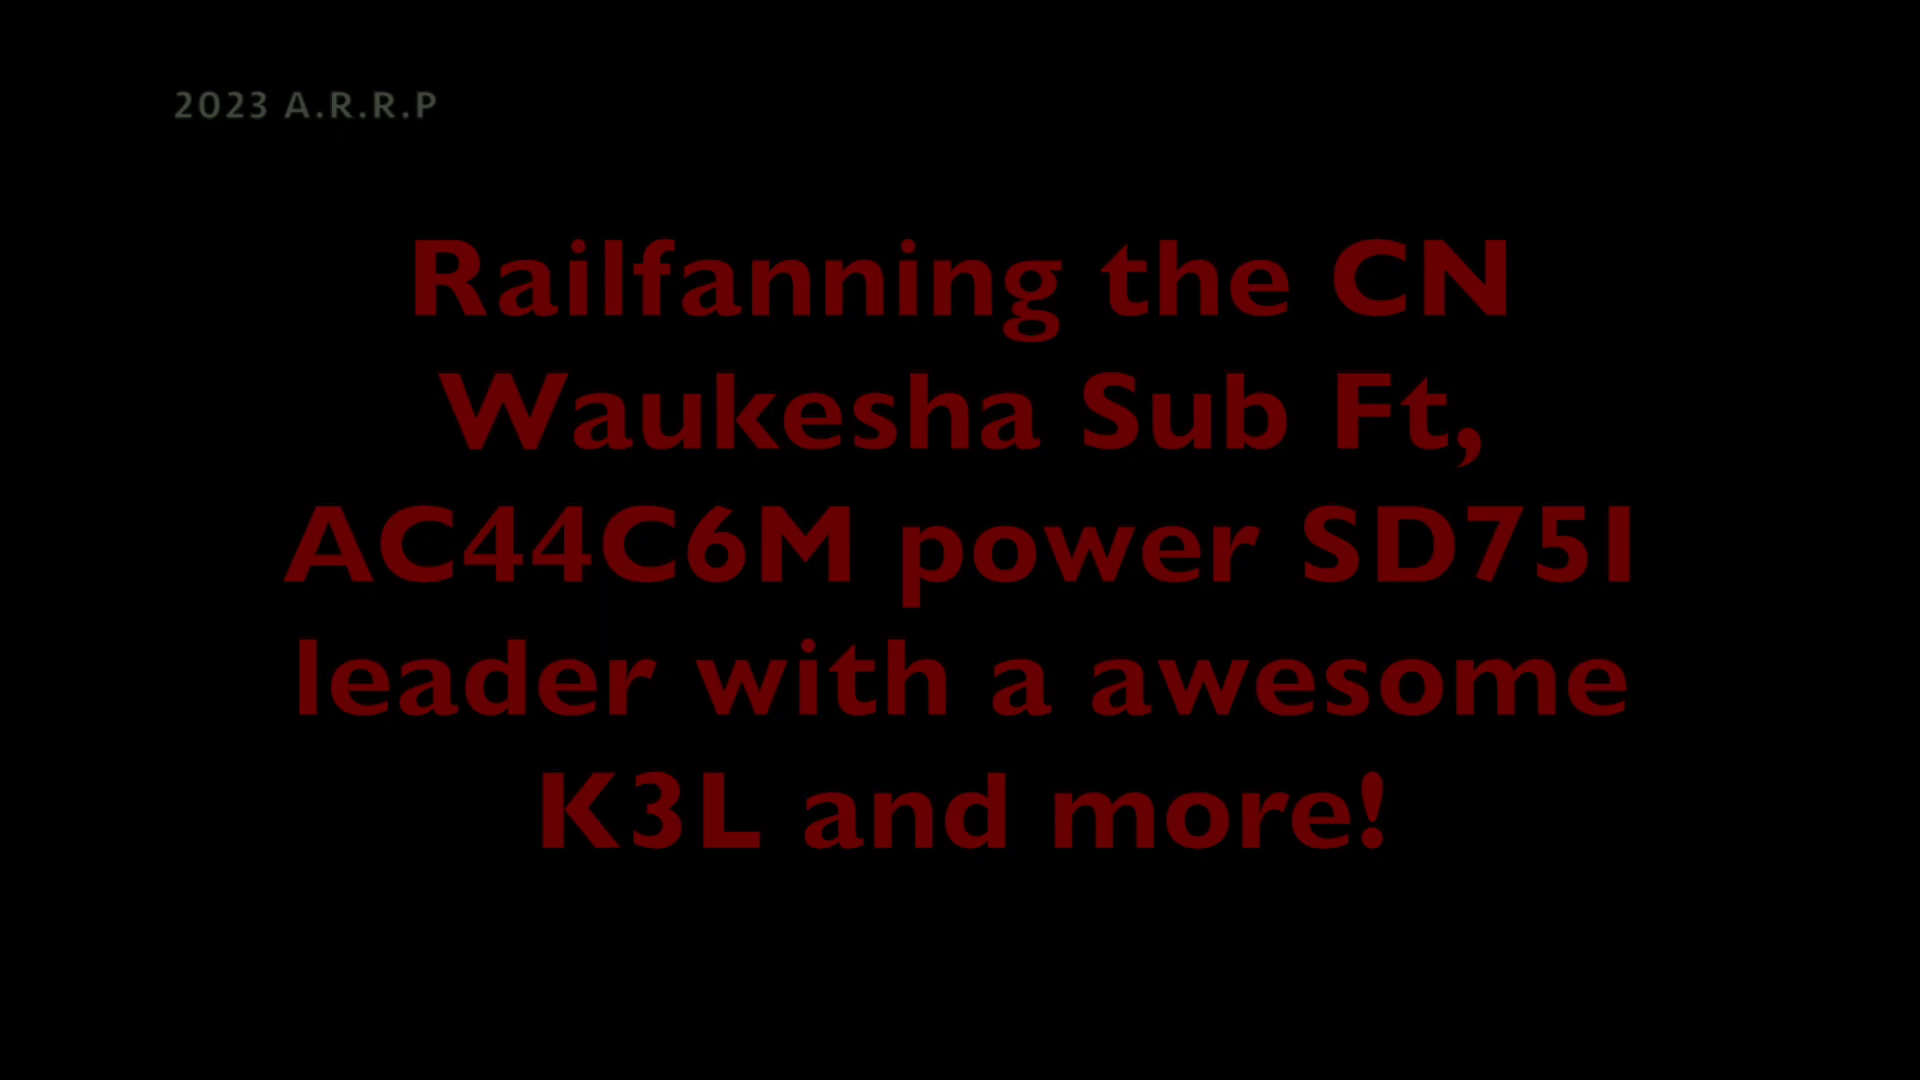 2023 A.R.R.P
Railfanning the CN
Waukesha Sub Ft,
AC44C6M power SD75I
leader with a awesome
K3L and more!